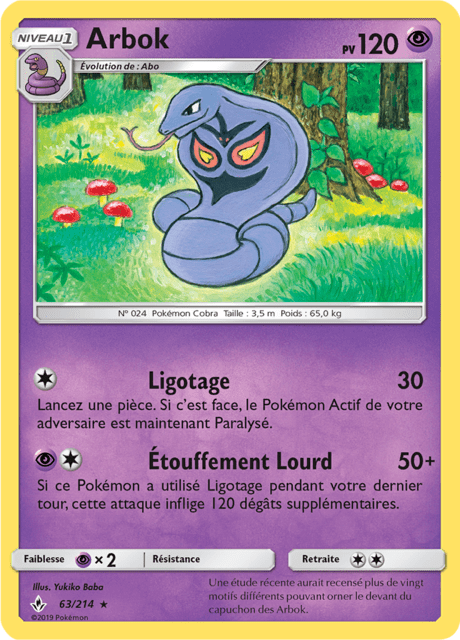 NIVEAU 1
Arbok
PV 120
Évolution de : Abo
N° 024 Pokémon Cobra Taille : 3,5 m Poids : 65,0 kg
Ligotage 30
Lancez une pièce. Si c'est face, le Pokémon Actif de votre
adversaire est maintenant Paralysé.
Étouffement Lourd 50+
Si ce Pokémon a utilisé Ligotage pendant votre dernier
tour, cette attaque inflige 120 dégâts supplémentaires.
Faiblesse ×2 Résistance Retraite
Illus. Yukiko Baba
63/214 ★
©2019 Pokémon
Une étude récente aurait recensé plus de vingt
motifs différents pouvant orner le devant du
capuchon des Arbok.